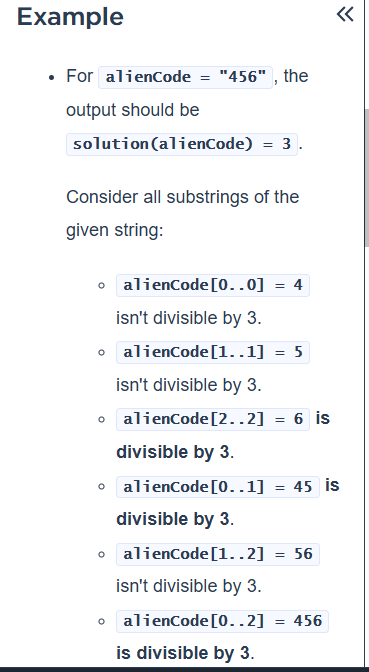 Example «
• For alienCode = "456", the
output should be
solution(alienCode) = 3.
Consider all substrings of the
given string:
◦ alienCode[0..0] = 4
isn't divisible by 3.
◦ alienCode[1..1] = 5
isn't divisible by 3.
◦ alienCode[2..2] = 6 is
divisible by 3.
◦ alienCode[0..1] = 45 is
divisible by 3.
◦ alienCode[1..2] = 56
isn't divisible by 3.
◦ alienCode[0..2] = 456
is divisible by 3.